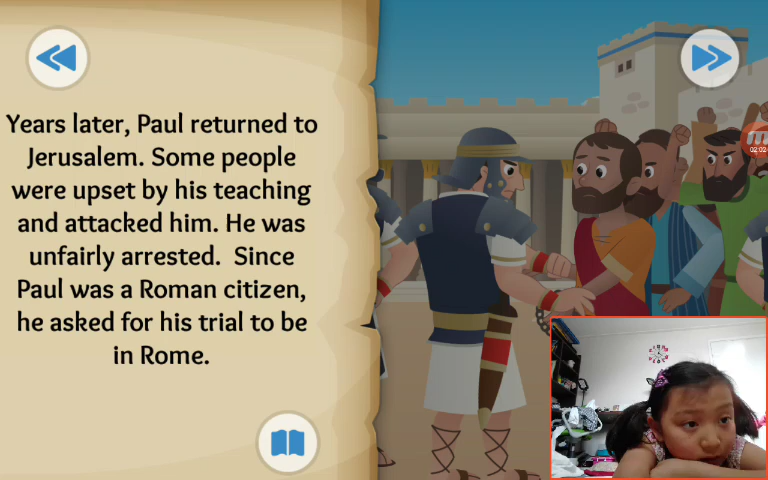 Years later, Paul returned to
Jerusalem. Some people
were upset by his teaching
and attacked him. He was
unfairly arrested.  Since
Paul was a Roman citizen,
he asked for his trial to be
in Rome.